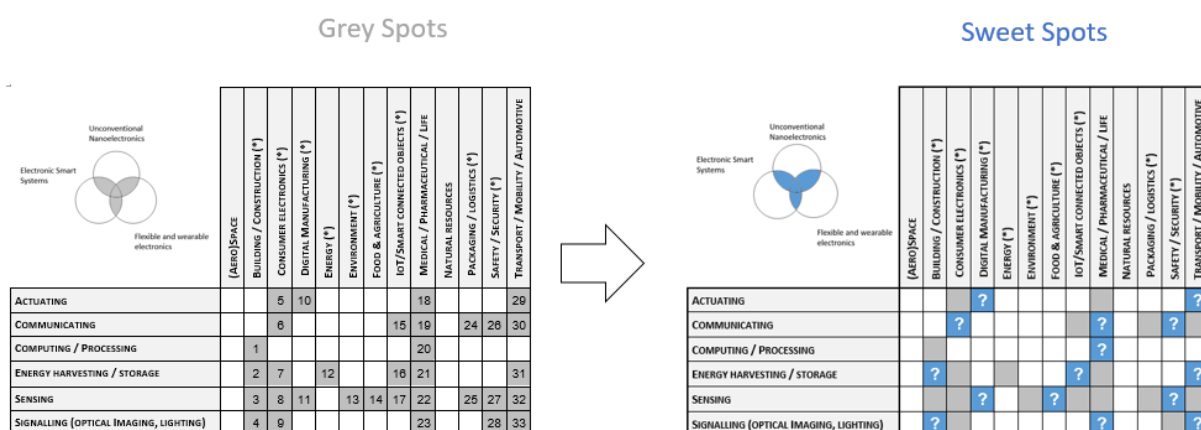 Grey Spots
Sweet Spots
Unconventional
Nanoelectronics
Electronic Smart
Systems
Flexible and wearable
electronics
(AERO)SPACE
BUILDING / CONSTRUCTION (*)
CONSUMER ELECTRONICS (*)
DIGITAL MANUFACTURING (*)
ENERGY (*)
ENVIRONMENT (*)
FOOD & AGRICULTURE (*)
IOT/SMART CONNECTED OBJECTS (*)
MEDICAL / PHARMACEUTICAL / LIFE
NATURAL RESOURCES
PACKAGING / LOGISTICS (*)
SAFETY / SECURITY (*)
TRANSPORT / MOBILITY / AUTOMOTIVE
ACTUATING 5 10 18 29
COMMUNICATING 6 15 19 24 26 30
COMPUTING / PROCESSING 1 20
ENERGY HARVESTING / STORAGE 2 7 12 16 21 31
SENSING 3 8 11 13 14 17 22 25 27 32
SIGNALLING (OPTICAL IMAGING, LIGHTING) 4 9 23 28 33
Unconventional
Nanoelectronics
Electronic Smart
Systems
Flexible and wearable
electronics
(AERO)SPACE
BUILDING / CONSTRUCTION (*)
CONSUMER ELECTRONICS (*)
DIGITAL MANUFACTURING (*)
ENERGY (*)
ENVIRONMENT (*)
FOOD & AGRICULTURE (*)
IOT/SMART CONNECTED OBJECTS (*)
MEDICAL / PHARMACEUTICAL / LIFE
NATURAL RESOURCES
PACKAGING / LOGISTICS (*)
SAFETY / SECURITY (*)
TRANSPORT / MOBILITY / AUTOMOTIVE
ACTUATING ? ?
COMMUNICATING ? ? ?
COMPUTING / PROCESSING ?
ENERGY HARVESTING / STORAGE ? ? ?
SENSING ? ? ?
SIGNALLING (OPTICAL IMAGING, LIGHTING) ? ? ?